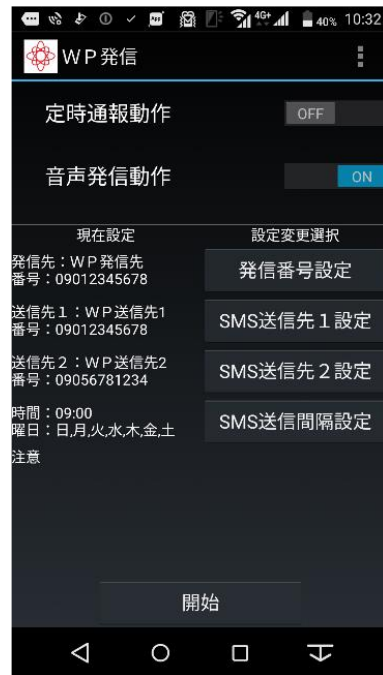 4G+ 40% 10:32
WP発信
定時通報動作 OFF
音声発信動作 ON
現在設定 設定変更選択
発信先：WP発信先
番号：09012345678
発信番号設定
送信先１：WP送信先1
番号：09012345678
SMS送信先１設定
送信先２：WP送信先2
番号：09056781234
SMS送信先２設定
時間：09:00
曜日：日,月,火,水,木,金,土
SMS送信間隔設定
注意
開始